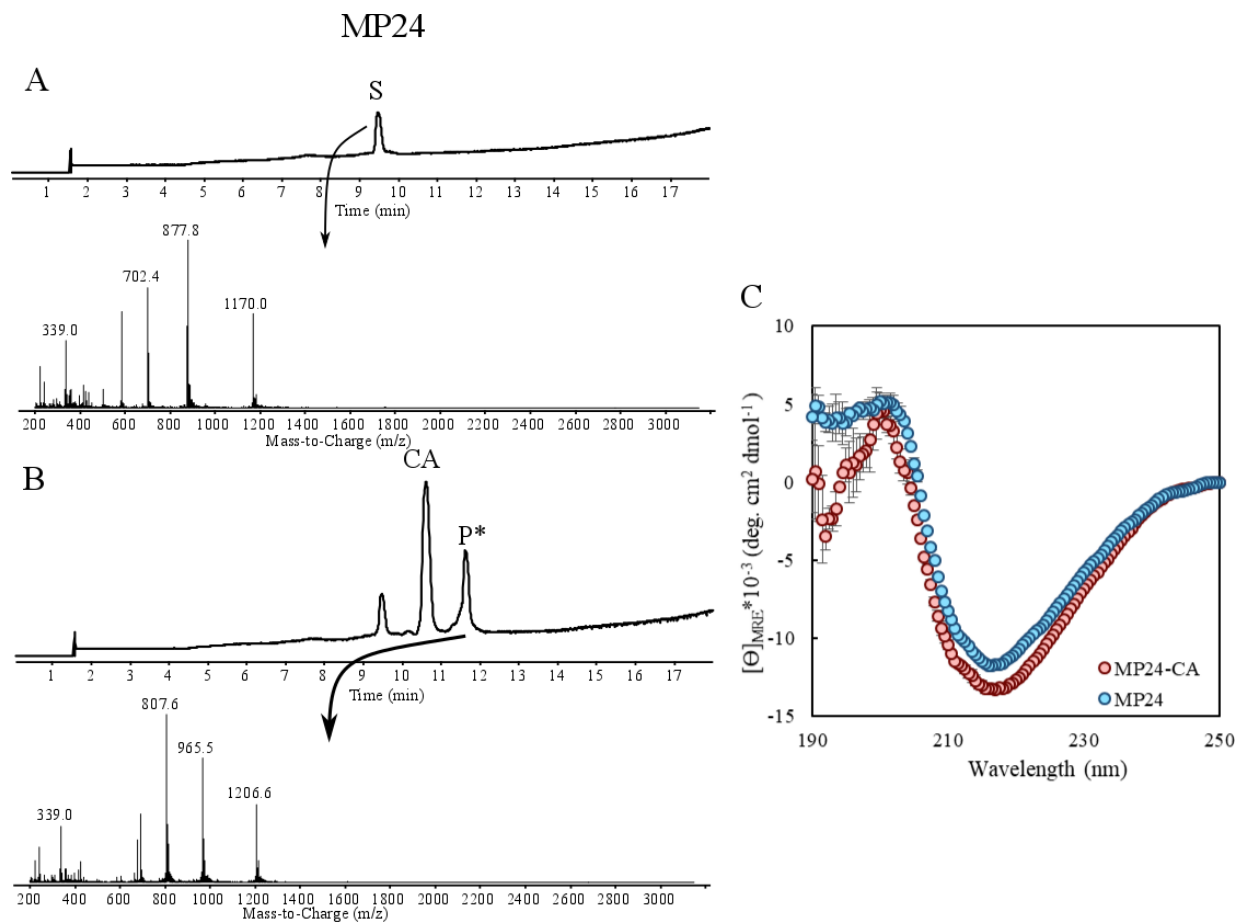 MP24
A
S
1 2 3 4 5 6 7 8 9 10 11 12 13 14 15 16 17
Time (min)
877.8
702.4
1170.0
339.0
200 400 600 800 1000 1200 1400 1600 1800 2000 2200 2400 2600 2800 3000
Mass-to-Charge (m/z)
B
CA
P*
1 2 3 4 5 6 7 8 9 10 11 12 13 14 15 16 17
Time (min)
807.6
965.5
1206.6
339.0
200 400 600 800 1000 1200 1400 1600 1800 2000 2200 2400 2600 2800 3000
Mass-to-Charge (m/z)
C
10
5
0
-5
-10
-15
[Θ]MRE*10⁻³ (deg. cm² dmol⁻¹)
MP24-CA
MP24
190 210 230 250
Wavelength (nm)